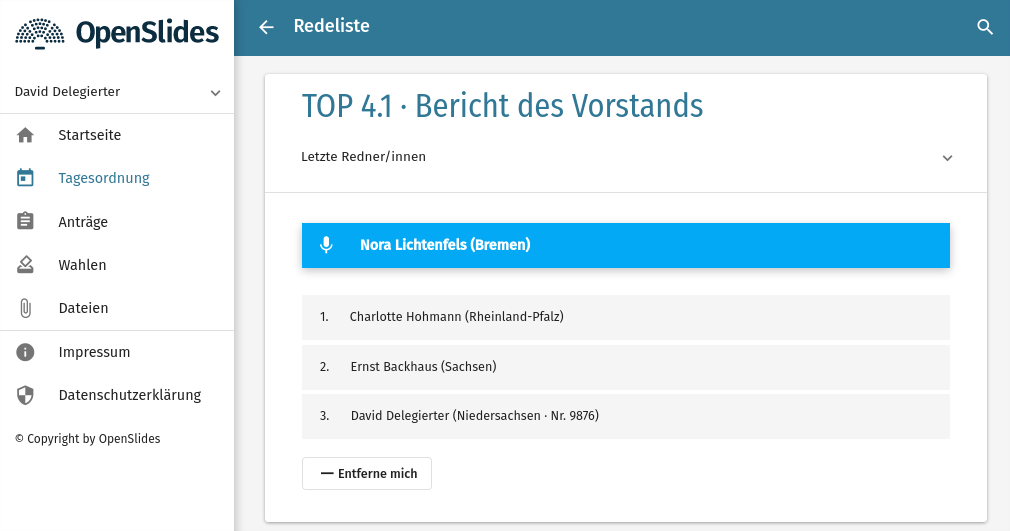 OpenSlides
David Delegierter
Startseite
Tagesordnung
Anträge
Wahlen
Dateien
Impressum
Datenschutzerklärung
© Copyright by OpenSlides
Redeliste
TOP 4.1 · Bericht des Vorstands
Letzte Redner/innen
Nora Lichtenfels (Bremen)
1. Charlotte Hohmann (Rheinland-Pfalz)
2. Ernst Backhaus (Sachsen)
3. David Delegierter (Niedersachsen · Nr. 9876)
Entferne mich